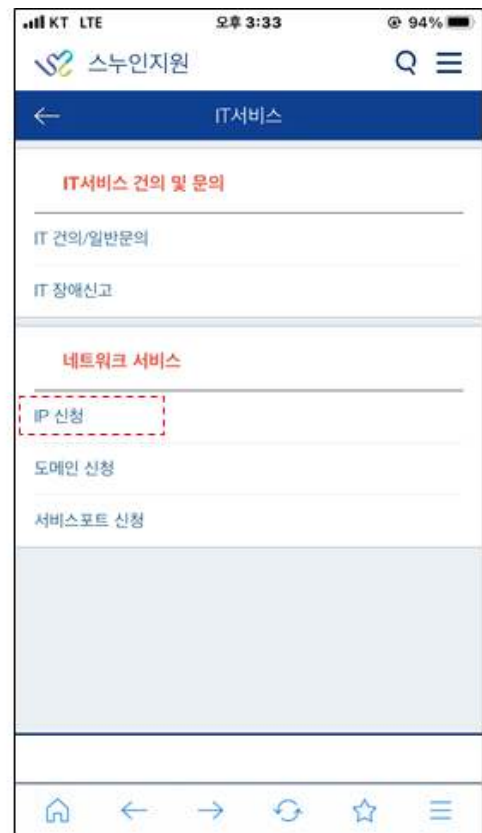 KT LTE 오후 3:33 94%
스누인지원
IT서비스
IT서비스 건의 및 문의
IT 건의/일반문의
IT 장애신고
네트워크 서비스
IP 신청
도메인 신청
서비스포트 신청